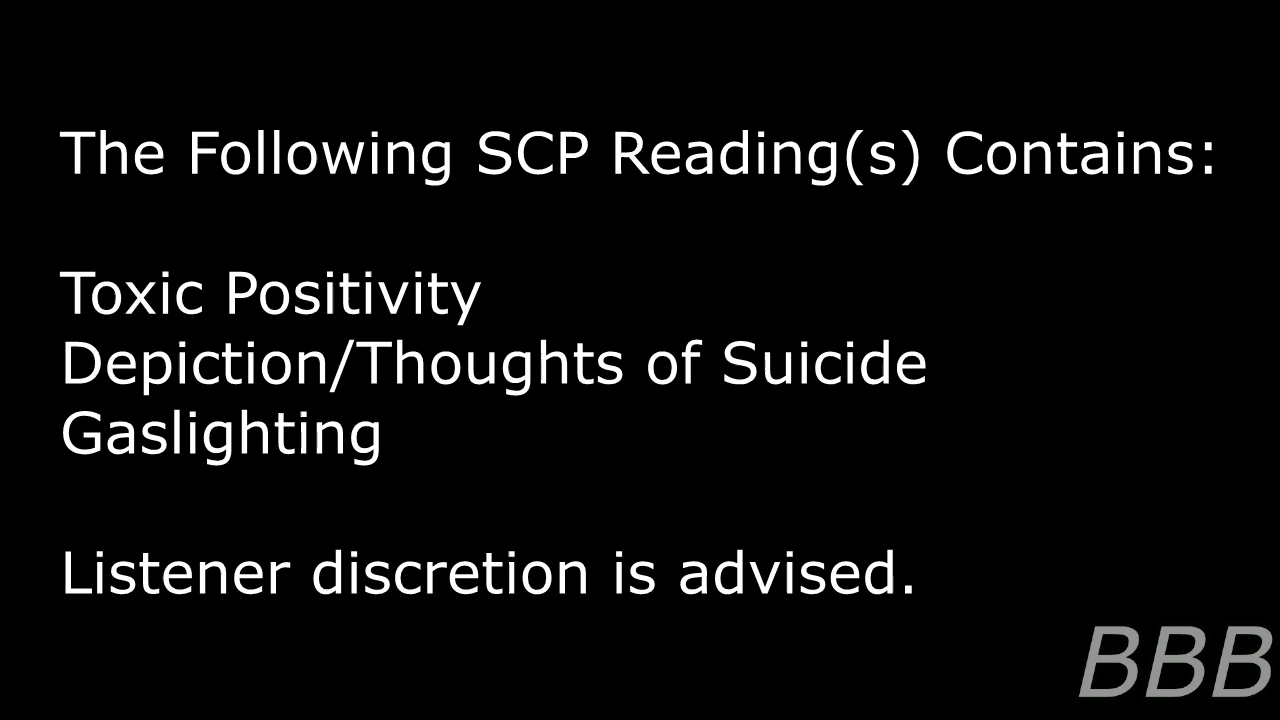 The Following SCP Reading(s) Contains:
Toxic Positivity
Depiction/Thoughts of Suicide
Gaslighting
Listener discretion is advised.
BBB